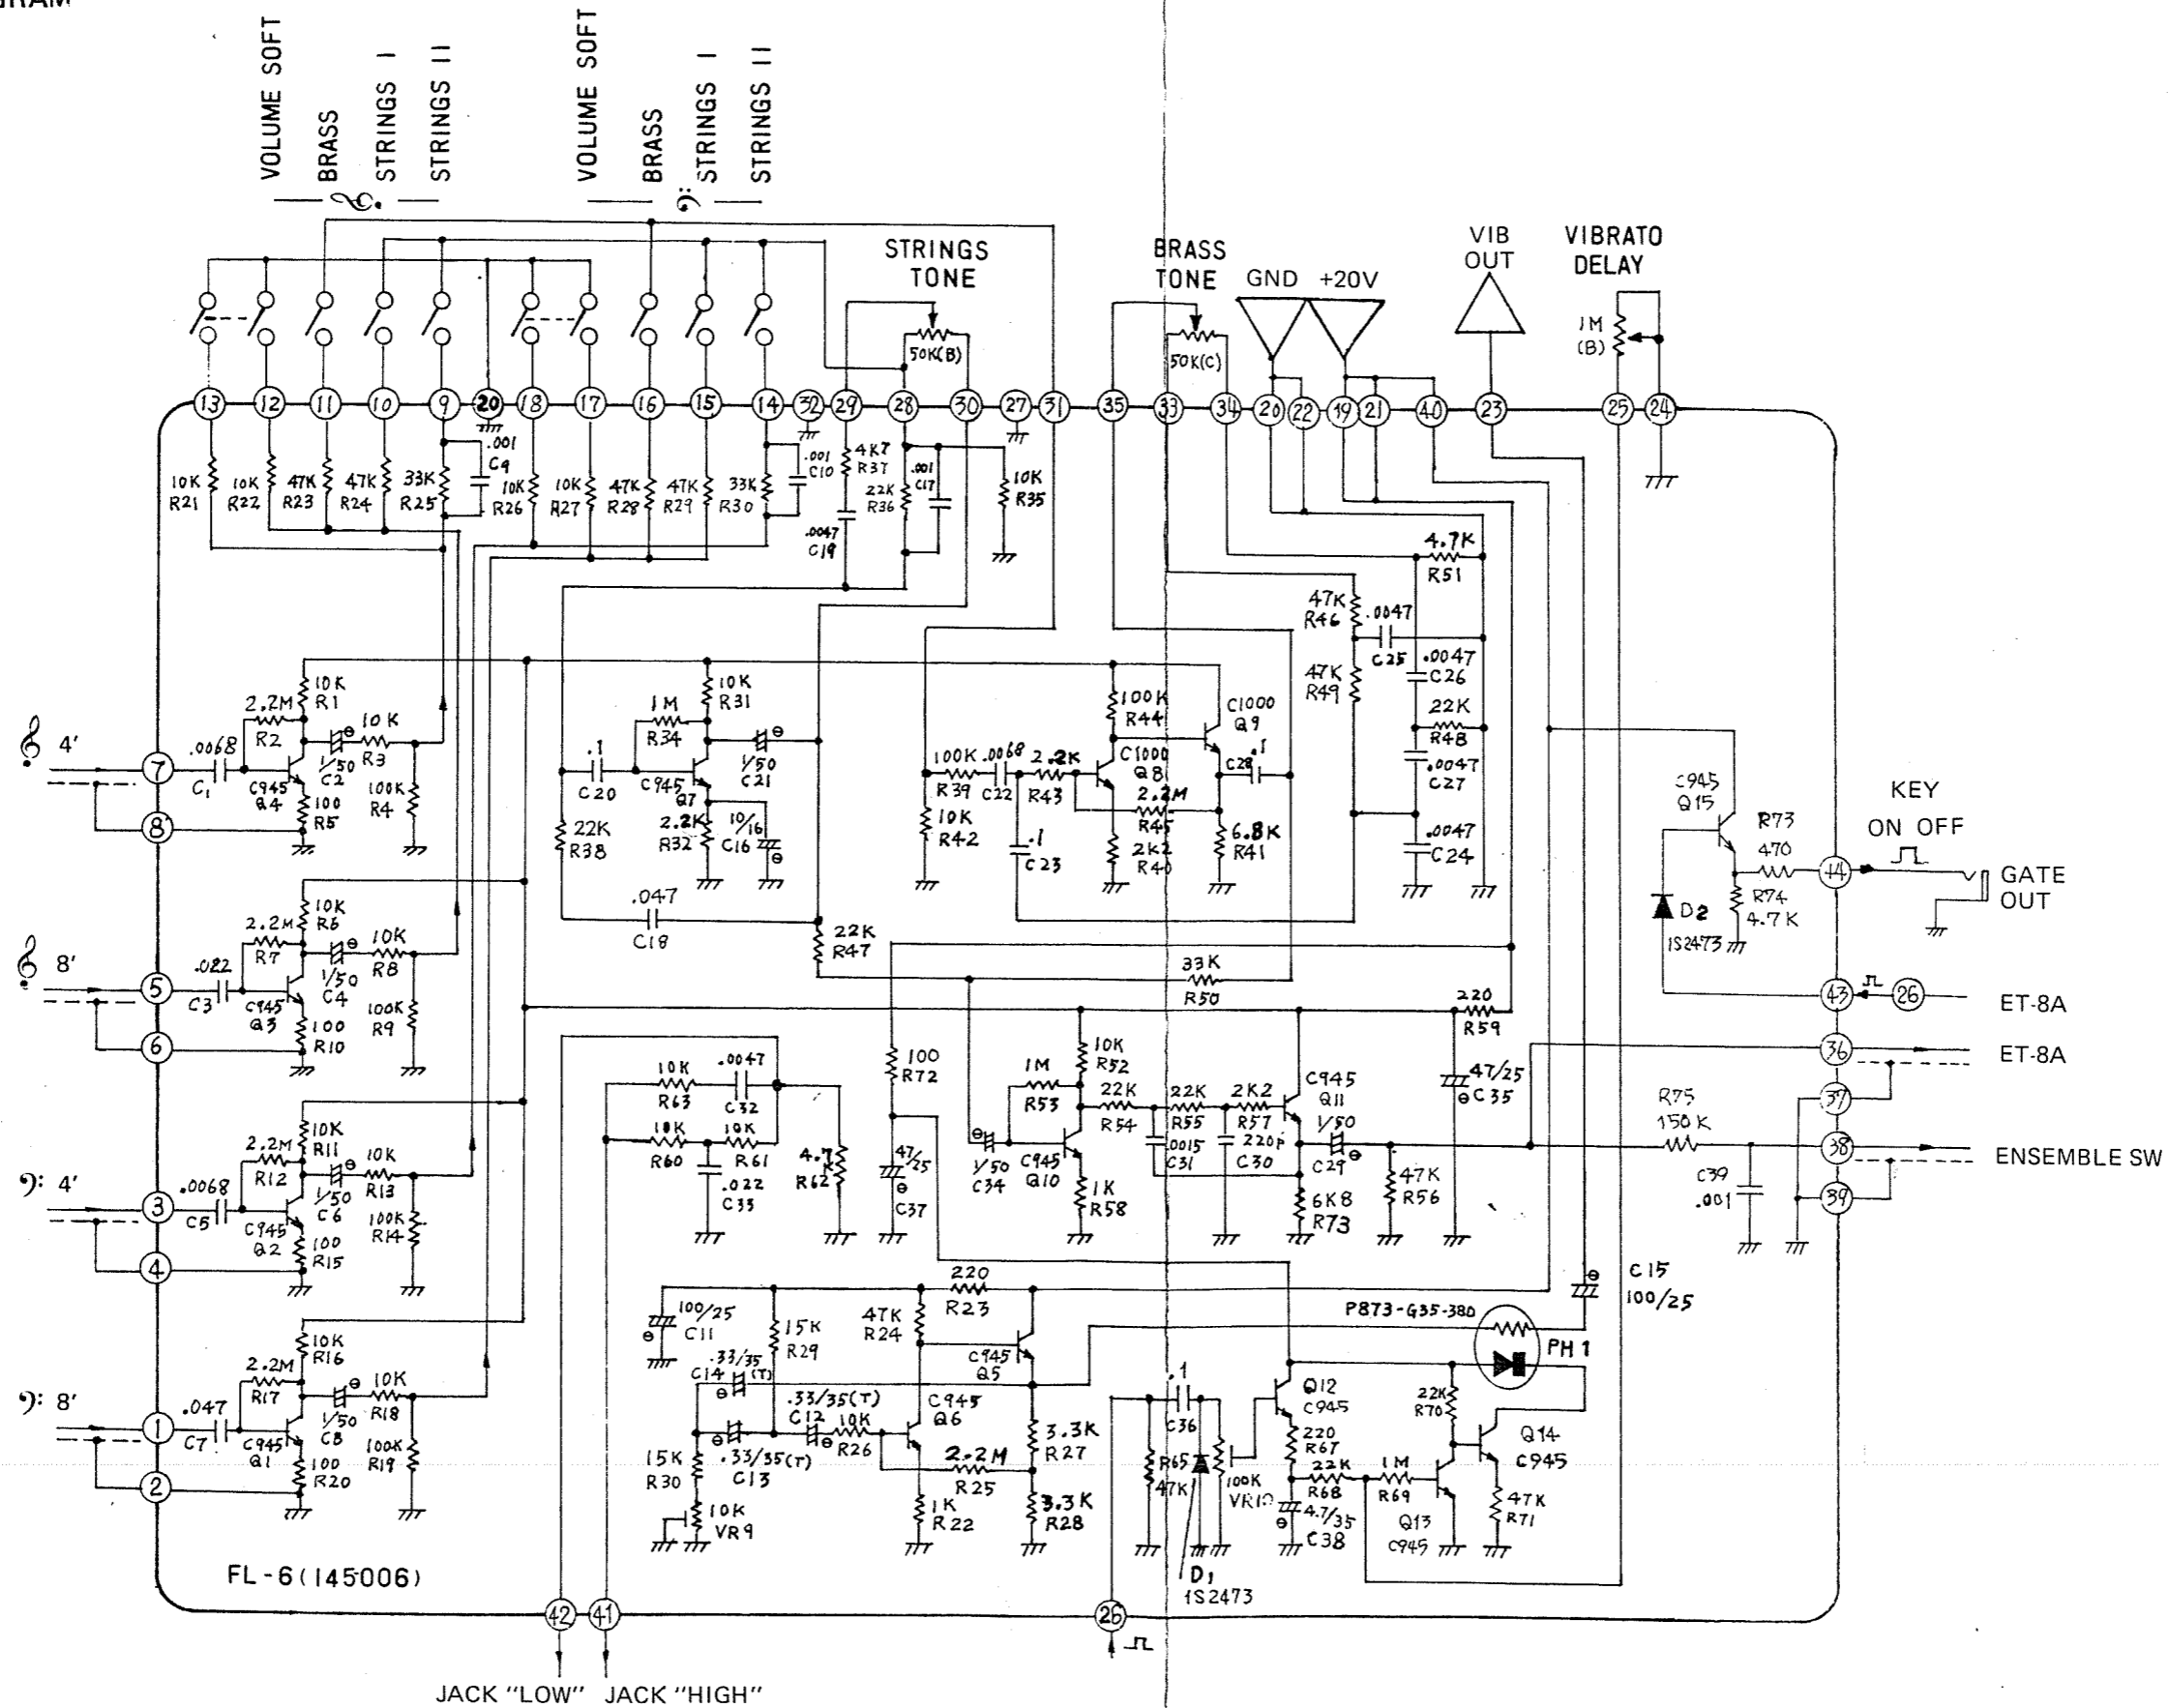 GRAM
VOLUME SOFT
BRASS
STRINGS I
STRINGS II
VOLUME SOFT
BRASS
STRINGS I
STRINGS II
STRINGS
TONE
BRASS
TONE
GND
+20V
VIB
OUT
VIBRATO
DELAY
50K(B)
50K(C)
1M
(B)
13
12
11
10
9
20
18
17
16
15
14
32
29
28
30
27
31
35
33
34
20
22
19
21
40
23
25
24
10K
R21
10K
R22
47K
R23
47K
R24
33K
R25
.001
C9
10K
R26
10K
R27
47K
R28
47K
R29
33K
R30
.001
C10
4K7
R37
.0047
C19
22K
R36
.001
C17
10K
R35
4.7K
R51
47K
R46
.0047
C25
47K
R49
.0047
C26
22K
R48
.0047
C27
.0047
C24
4'
7
8
.0068
C1
2.2M
R2
10K
R1
C945
Q4
1/50
C2
10K
R3
100K
R4
100
R5
8'
5
6
.022
C3
2.2M
R7
10K
R6
C945
Q3
1/50
C4
10K
R8
100K
R9
100
R10
4'
3
4
.0068
C5
2.2M
R12
10K
R11
C945
Q2
1/50
C6
10K
R13
100K
R14
100
R15
8'
1
2
.047
C7
2.2M
R17
10K
R16
C945
Q1
1/50
C8
10K
R18
100K
R19
100
R20
1M
R34
10K
R31
.1
C20
C945
Q7
1/50
C21
22K
R38
2.2K
R32
10/16
C16
.047
C18
22K
R47
100K
R39
.0068
C22
2.2K
R43
10K
R42
.1
C23
100K
R44
C1000
Q8
C1000
Q9
.1
C28
2.2M
R45
2K2
R40
6.8K
R41
33K
R50
220
R59
47/25
C35
C945
Q15
R73
470
R74
4.7K
D2
1S2473
KEY
ON OFF
44
GATE
OUT
43
26
ET-8A
36
ET-8A
37
38
ENSEMBLE SW
39
R75
150K
C39
.001
10K
R63
.0047
C32
10K
R60
10K
R61
.022
C33
4.7K
R62
100
R72
47/25
C37
1/50
C34
1M
R53
10K
R52
C945
Q10
1K
R58
22K
R54
22K
R55
2K2
R57
.0015
C31
220P
C30
C945
Q11
1/50
C29
6K8
R73
47K
R56
100/25
C11
15K
R29
47K
R24
220
R23
C945
Q5
.33/35(T)
C14
.33/35(T)
C12
.33/35(T)
C13
10K
R26
C945
Q6
2.2M
R25
3.3K
R27
3.3K
R28
15K
R30
10K
VR9
1K
R22
P873-G35-380
PH1
C15
100/25
.1
C36
R65
47K
D1
1S2473
100K
VR10
Q12
C945
220
R67
22K
R68
4.7/35
C38
1M
R69
22K
R70
Q13
C945
Q14
C945
47K
R71
FL-6(145006)
42
41
26
JACK "LOW"
JACK "HIGH"